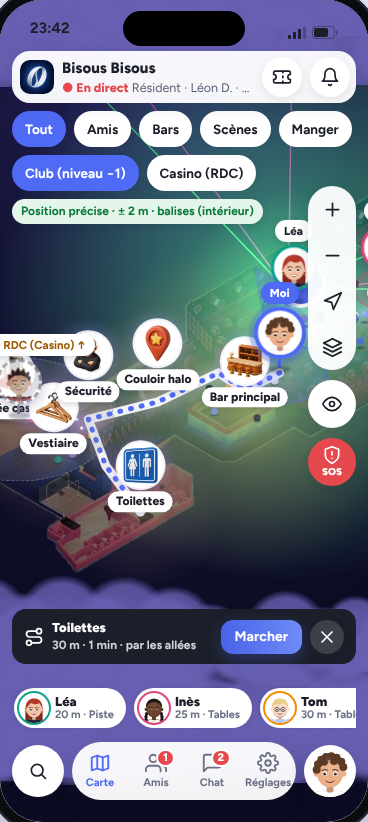 23:42
Bisous Bisous
En direct Résident · Léon D. · ...
Tout
Amis
Bars
Scènes
Manger
Club (niveau -1)
Casino (RDC)
Position précise · ± 2 m · balises (intérieur)
Léa
Moi
RDC (Casino) ↑
Couloir halo
Sécurité
Bar principal
Vestiaire
Toilettes
SOS
Toilettes
30 m · 1 min · par les allées
Marcher
Léa
20 m · Piste
Inès
25 m · Tables
Tom
30 m · Tabl
Carte
1
Amis
2
Chat
Réglages